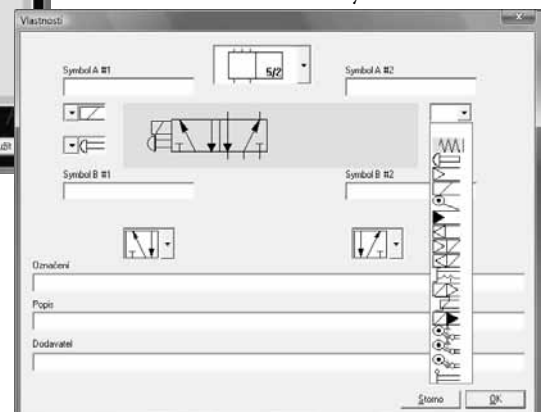 Vlastnosti
Symbol A #1
5/2
Symbol A #2
Symbol B #1
Symbol B #2
Označení
Popis
Dodavatel
Storno
OK